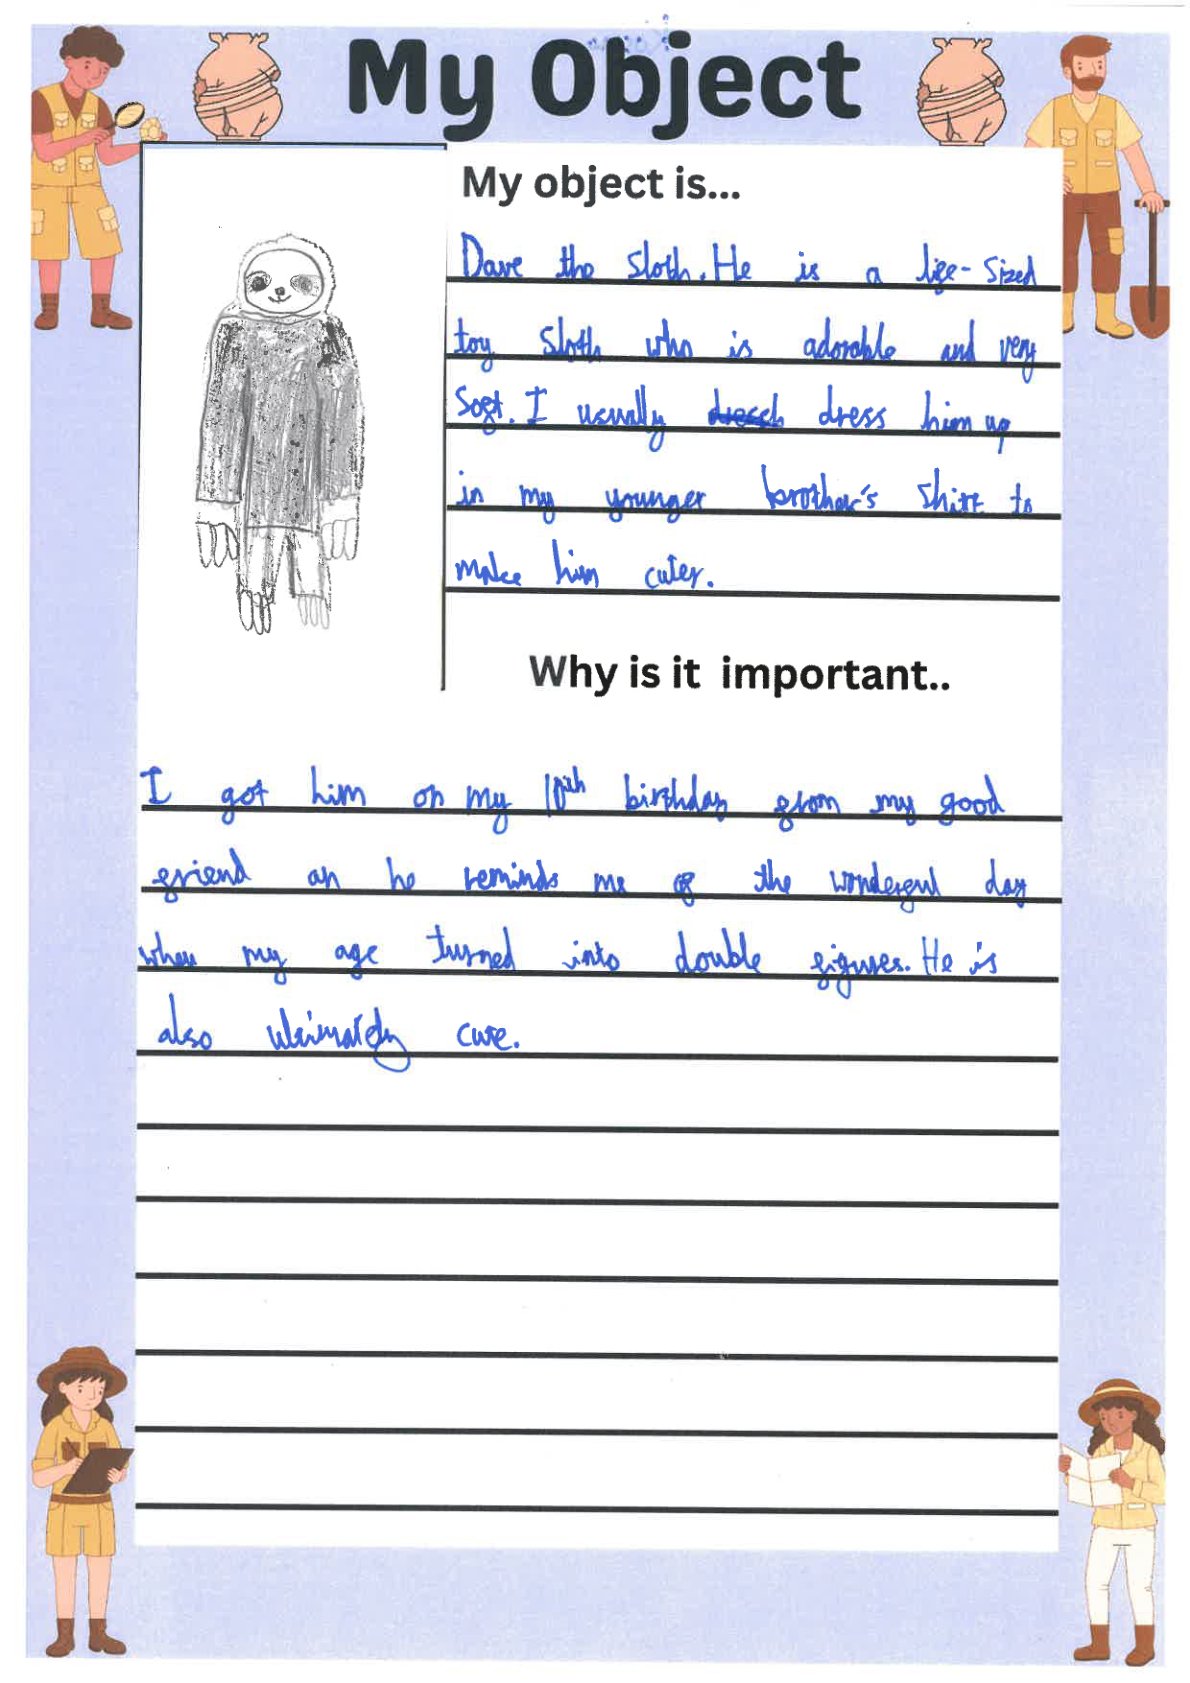 My Object
My object is...
Dave the sloth. He is a life-sized
toy sloth who is adorable and very
soft. I usually dress him up
in my younger brother's shirt to
make him cuter.
Why is it important..
I got him on my 10th birthday from my good
friend an he reminds me of the wonderful day
when my age turned into double figures. He is
also ultimately cute.